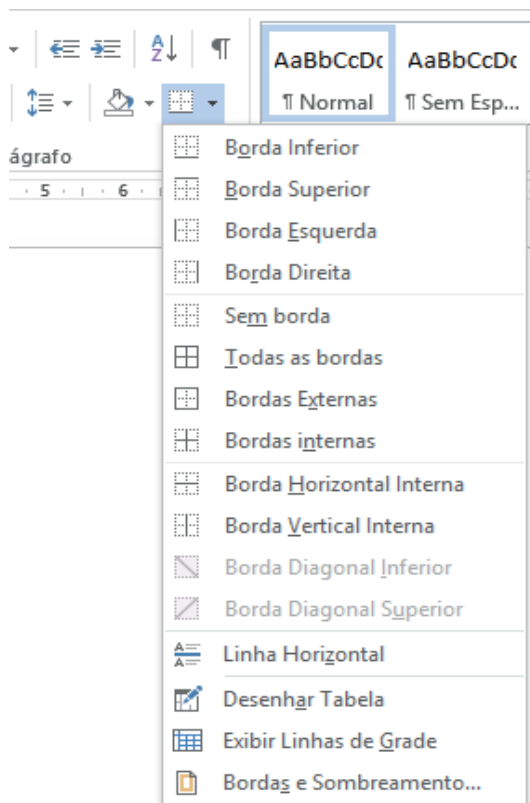 AaBbCcDc AaBbCcDc
¶ Normal ¶ Sem Esp...
ágrafo
5 6
Borda Inferior
Borda Superior
Borda Esquerda
Borda Direita
Sem borda
Todas as bordas
Bordas Externas
Bordas internas
Borda Horizontal Interna
Borda Vertical Interna
Borda Diagonal Inferior
Borda Diagonal Superior
Linha Horizontal
Desenhar Tabela
Exibir Linhas de Grade
Bordas e Sombreamento...